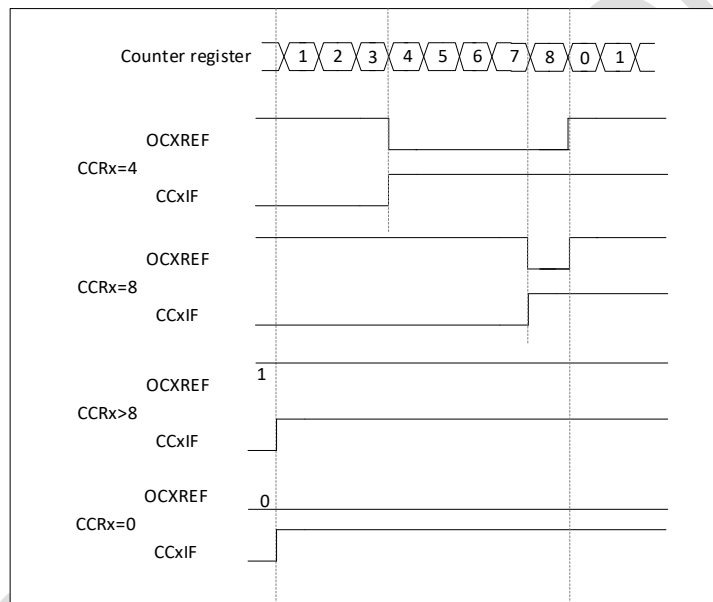 Counter register 1 2 3 4 5 6 7 8 0 1
OCXREF
CCRx=4
CCxIF
OCXREF
CCRx=8
CCxIF
1
OCXREF
CCRx>8
CCxIF
OCXREF 0
CCRx=0
CCxIF